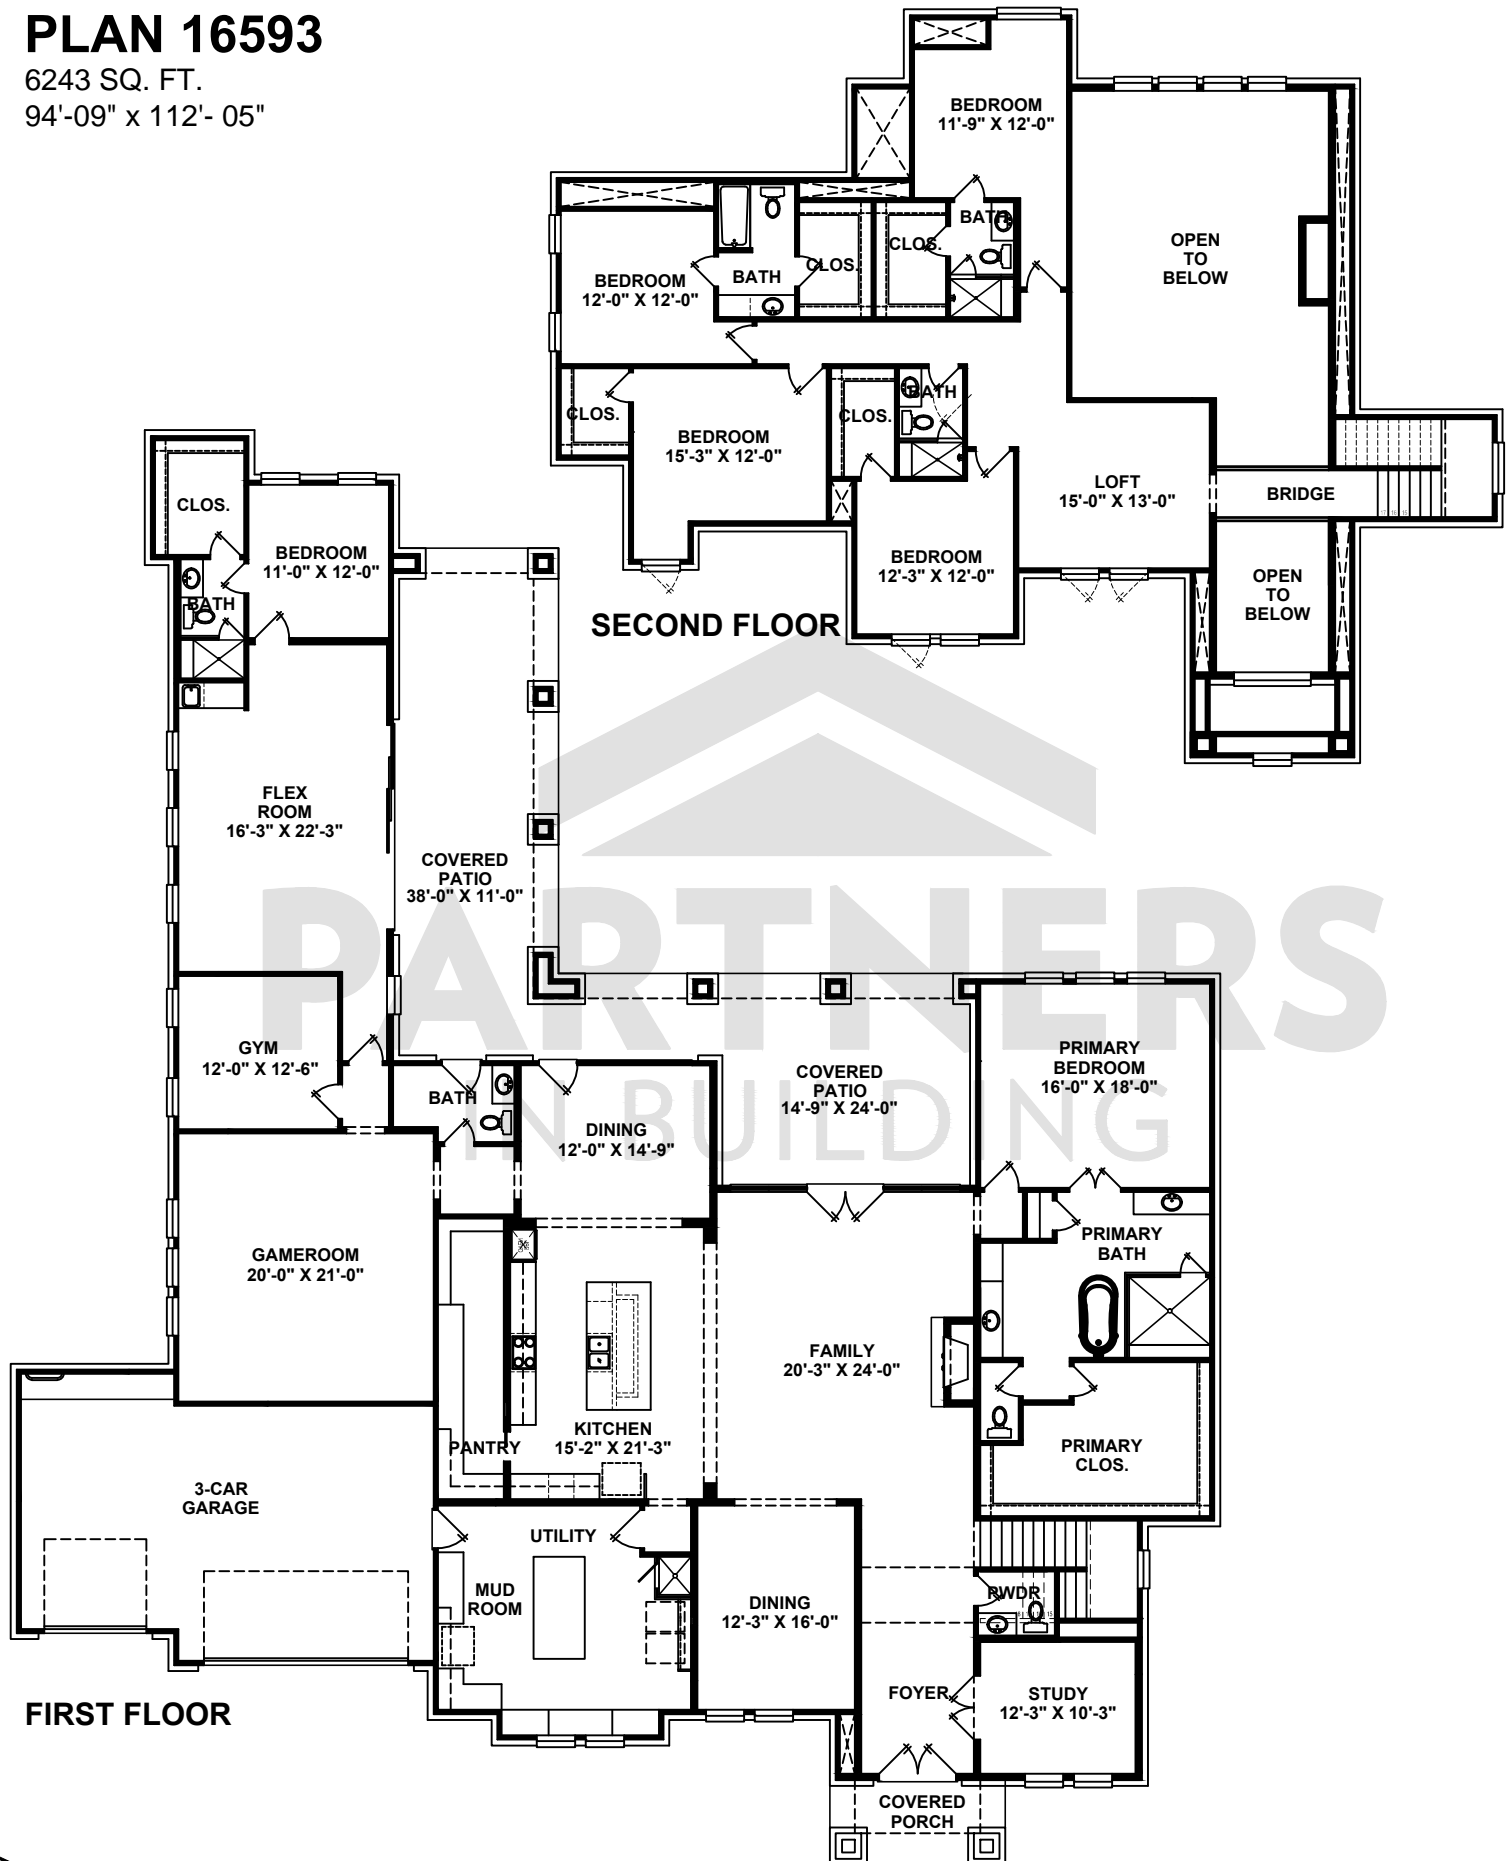 PLAN 16593
6243 SQ. FT.
94'-09" x 112'- 05"
BEDROOM
11'-9" X 12'-0"
BATH
CLOS.
OPEN
TO
BELOW
BEDROOM
12'-0" X 12'-0"
BATH
CLOS.
CLOS.
BEDROOM
15'-3" X 12'-0"
CLOS.
BATH
LOFT
15'-0" X 13'-0"
BRIDGE
BEDROOM
12'-3" X 12'-0"
OPEN
TO
BELOW
SECOND FLOOR
CLOS.
BEDROOM
11'-0" X 12'-0"
BATH
FLEX
ROOM
16'-3" X 22'-3"
COVERED
PATIO
38'-0" X 11'-0"
PARTNERS
IN BUILDING
GYM
12'-0" X 12'-6"
BATH
DINING
12'-0" X 14'-9"
COVERED
PATIO
14'-9" X 24'-0"
PRIMARY
BEDROOM
16'-0" X 18'-0"
PRIMARY
BATH
GAMEROOM
20'-0" X 21'-0"
FAMILY
20'-3" X 24'-0"
KITCHEN
15'-2" X 21'-3"
PANTRY
PRIMARY
CLOS.
3-CAR
GARAGE
UTILITY
MUD
ROOM
DINING
12'-3" X 16'-0"
PWDR
FOYER
STUDY
12'-3" X 10'-3"
COVERED
PORCH
FIRST FLOOR